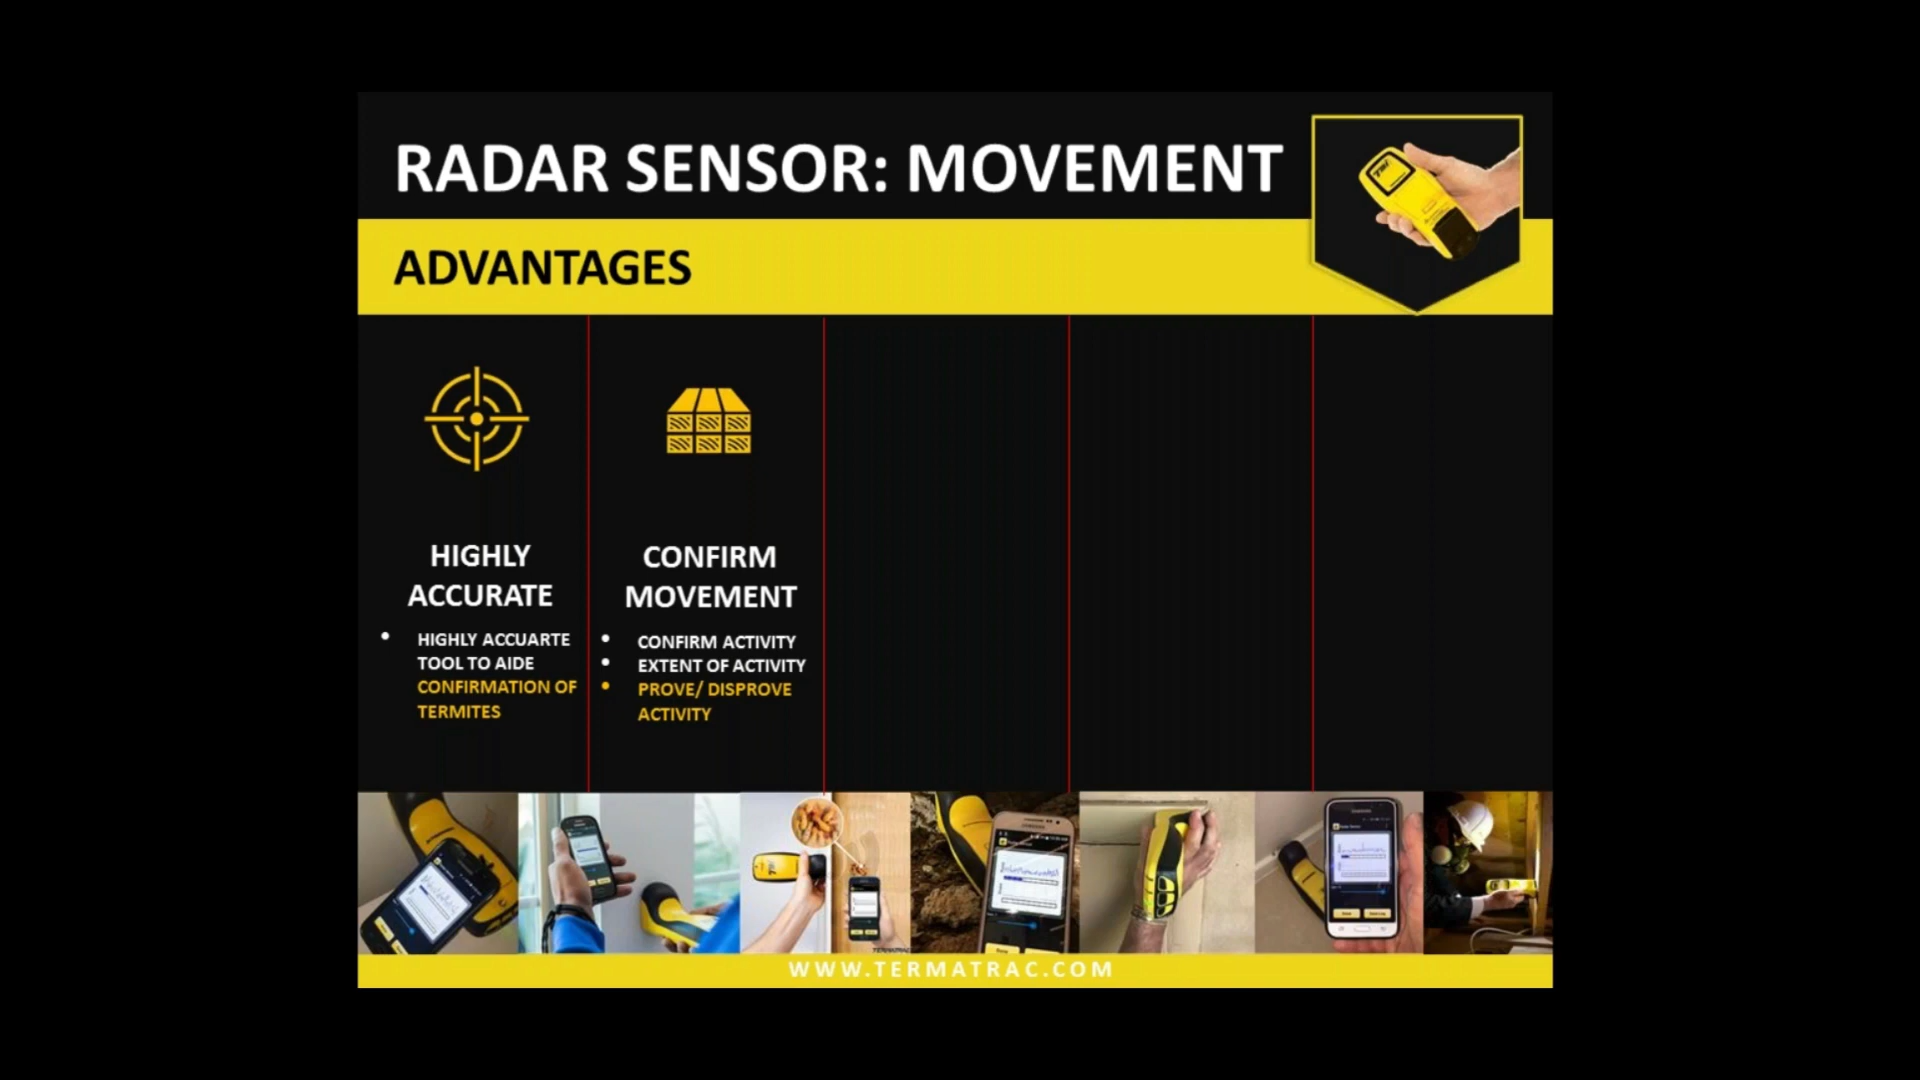 RADAR SENSOR: MOVEMENT
ADVANTAGES
HIGHLY
ACCURATE
• HIGHLY ACCUARTE
TOOL TO AIDE
CONFIRMATION OF
TERMITES
CONFIRM
MOVEMENT
• CONFIRM ACTIVITY
• EXTENT OF ACTIVITY
• PROVE/ DISPROVE
ACTIVITY
WWW.TERMATRAC.COM